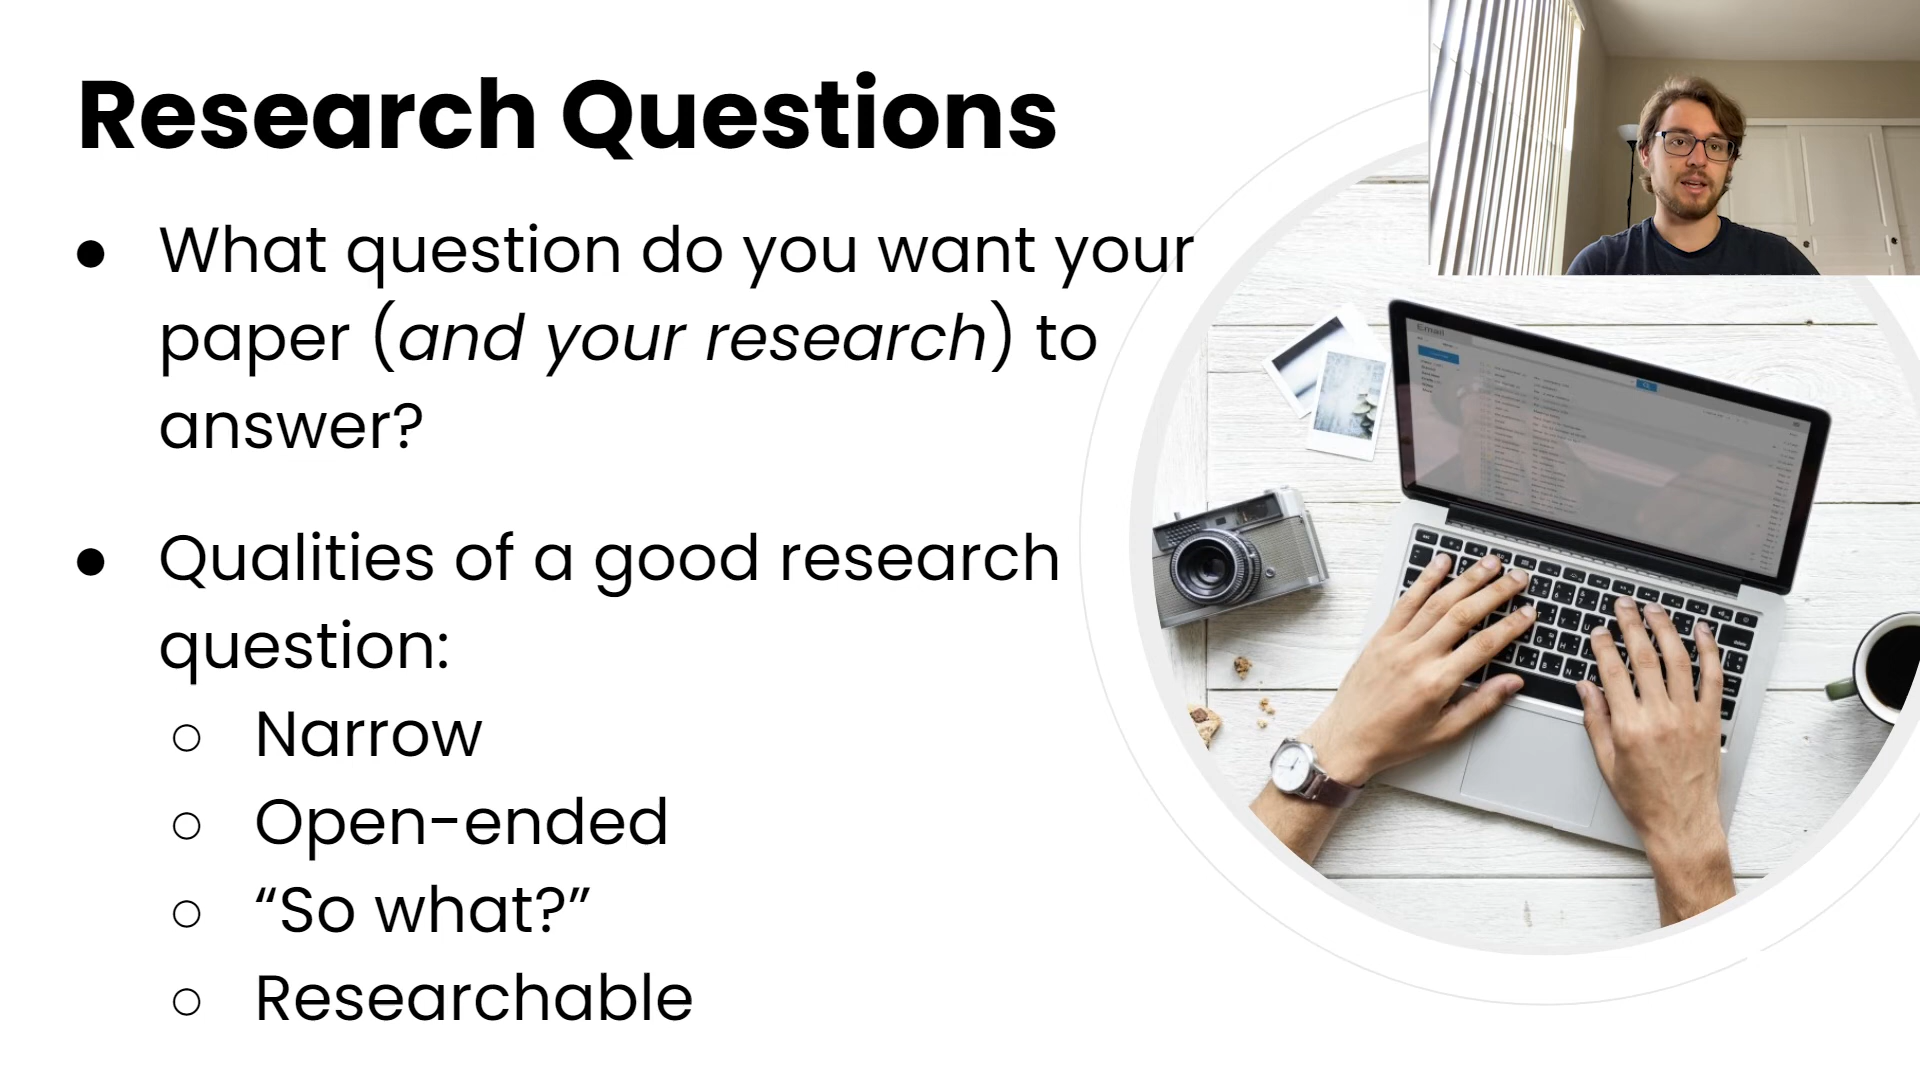 Research Questions
● What question do you want your
paper (and your research) to
answer?
● Qualities of a good research
question:
○ Narrow
○ Open-ended
○ “So what?”
○ Researchable
Email